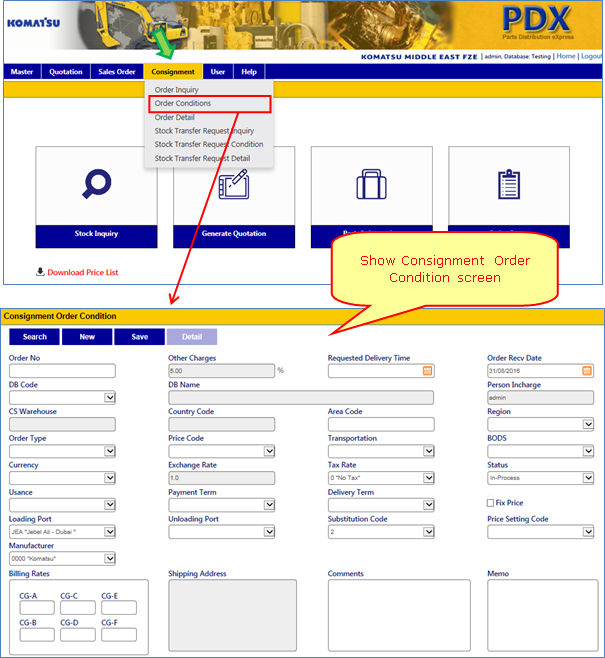 KOMATSU
PDX
Parts Distribution eXpress
KOMATSU MIDDLE EAST FZE | admin, Database: Testing | Home | Logout
Master Quotation Sales Order Consignment User Help
Order Inquiry
Order Conditions
Order Detail
Stock Transfer Request Inquiry
Stock Transfer Request Condition
Stock Transfer Request Detail
Stock Inquiry Generate Quotation
Download Price List
Show Consignment Order
Condition screen
Consignment Order Condition
Search New Save Detail
Order No Other Charges Requested Delivery Time Order Recv Date
5.00 % 31/08/2016
DB Code DB Name Person Incharge
admin
CS Warehouse Country Code Area Code Region
Order Type Price Code Transportation BODS
Currency Exchange Rate Tax Rate Status
1.0 0 "No Tax" In-Process
Usance Payment Term Delivery Term
Fix Price
Loading Port Unloading Port Substitution Code Price Setting Code
JEA "Jebel Ali - Dubai " 2
Manufacturer
0000 "Komatsu"
Billing Rates Shipping Address Comments Memo
CG-A CG-C CG-E
CG-B CG-D CG-F